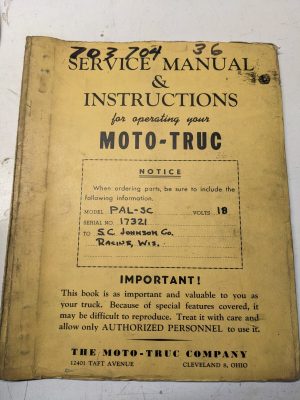 703 704 36
SERVICE MANUAL
&
INSTRUCTIONS
for operating your
MOTO-TRUC
NOTICE
When ordering parts, be sure to include the
following information.
MODEL PAL-SC VOLTS 18
SERIAL NO. 17321
TO S.C. JOHNSON CO.
RACINE, WIS.
IMPORTANT!
This book is as important and valuable to you as
your truck. Because of special features covered, it
may be difficult to reproduce. Treat it with care and
allow only AUTHORIZED PERSONNEL to use it.
THE MOTO-TRUC COMPANY
12401 TAFT AVENUE CLEVELAND 8, OHIO